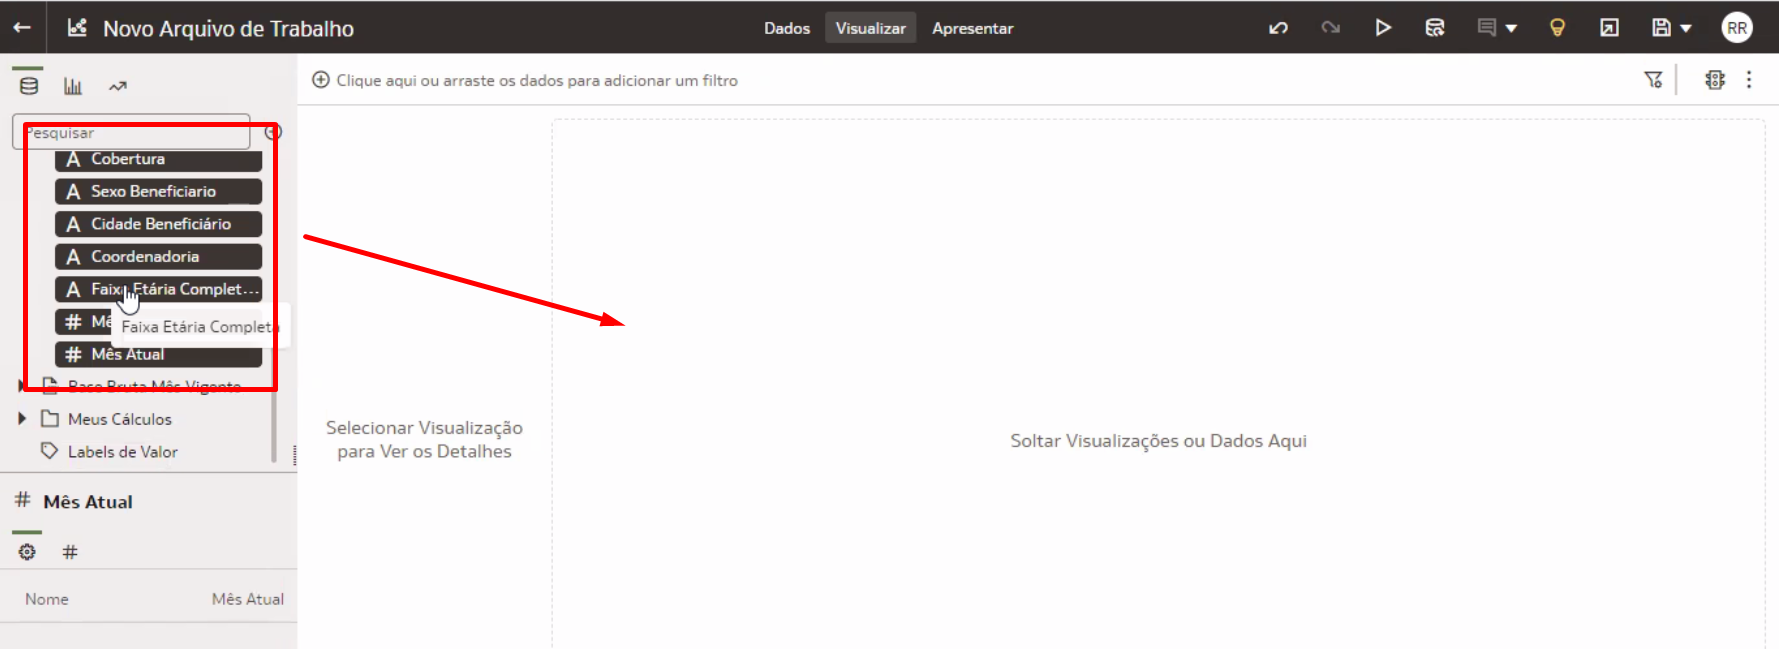 Novo Arquivo de Trabalho
Dados Visualizar Apresentar
RR
Clique aqui ou arraste os dados para adicionar um filtro
Pesquisar
A Cobertura
A Sexo Beneficiario
A Cidade Beneficiário
A Coordenadoria
A Faixa Etária Complet...
# Mê
Faixa Etária Completa
# Mês Atual
Base Bruta Mês Vigente
Meus Cálculos
Labels de Valor
# Mês Atual
#
Nome Mês Atual
Selecionar Visualização
para Ver os Detalhes
Soltar Visualizações ou Dados Aqui